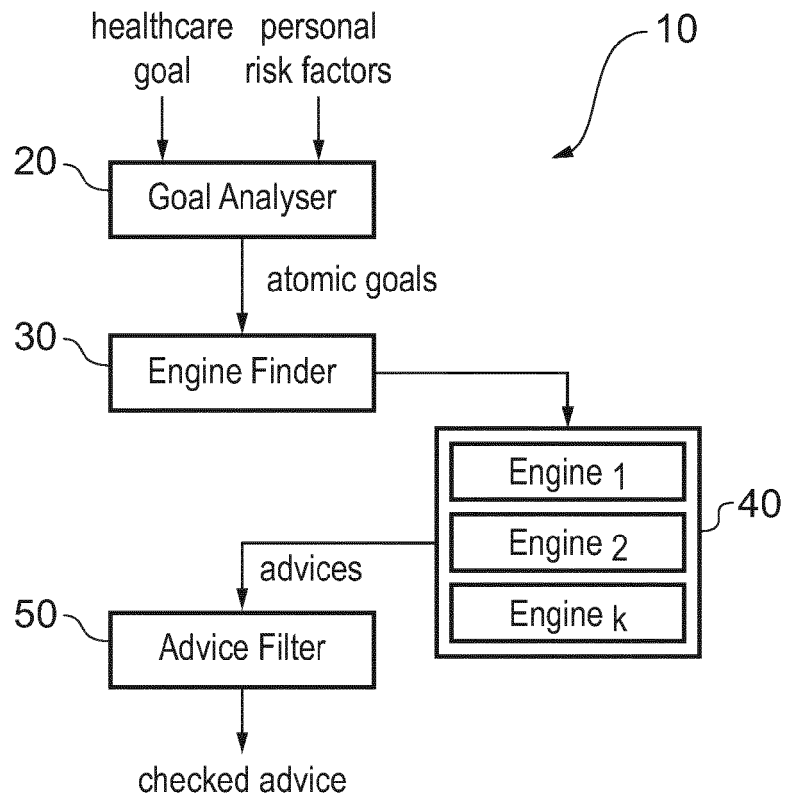 healthcare goal
personal risk factors
10
20
Goal Analyser
atomic goals
30
Engine Finder
Engine 1
Engine 2
Engine k
40
advices
50
Advice Filter
checked advice